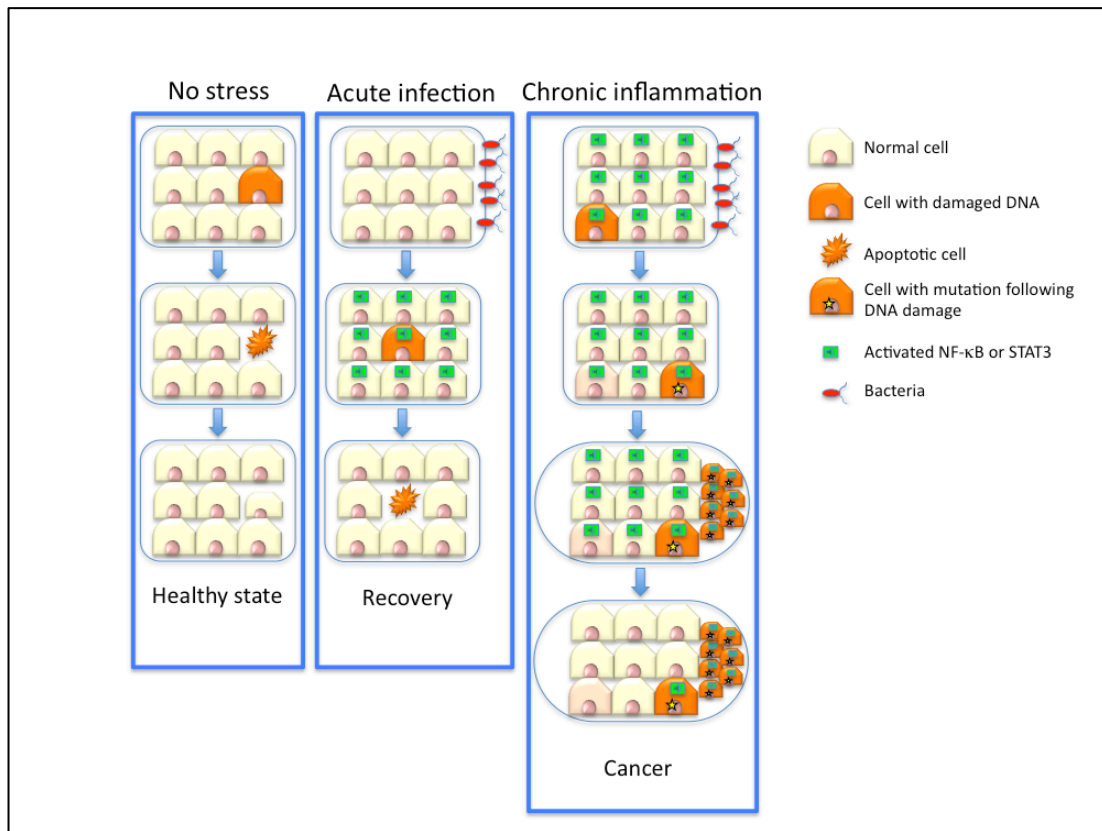 No stress
Acute infection
Chronic inflammation
Healthy state
Recovery
Cancer
Normal cell
Cell with damaged DNA
Apoptotic cell
Cell with mutation following
DNA damage
Activated NF-κB or STAT3
Bacteria